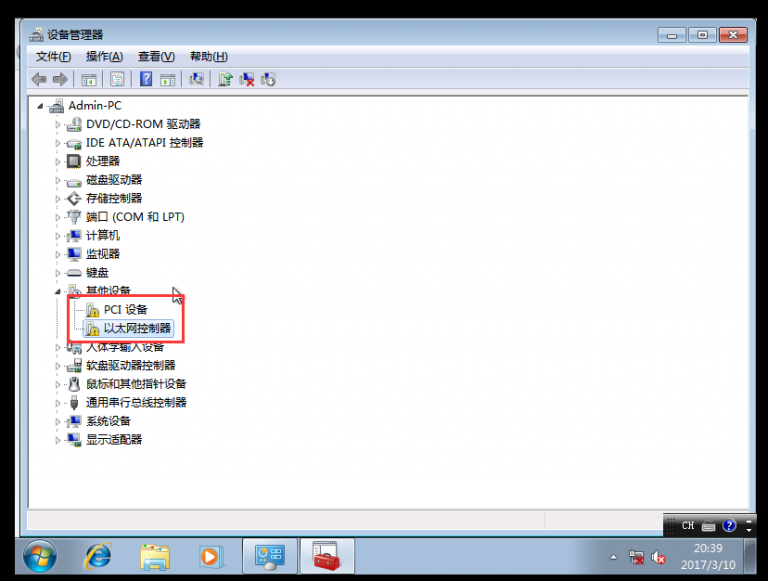 设备管理器
文件(F) 操作(A) 查看(V) 帮助(H)
Admin-PC
DVD/CD-ROM 驱动器
IDE ATA/ATAPI 控制器
处理器
磁盘驱动器
存储控制器
端口 (COM 和 LPT)
计算机
监视器
键盘
其他设备
PCI 设备
以太网控制器
人体学输入设备
软盘驱动器控制器
鼠标和其他指针设备
通用串行总线控制器
系统设备
显示适配器
CH
20:39
2017/3/10